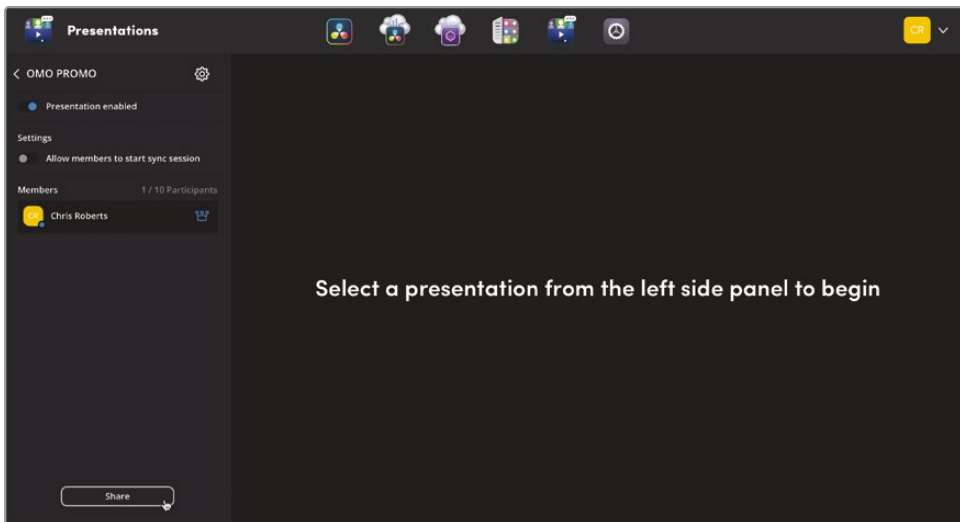 Presentations
CR
OMO PROMO
Presentation enabled
Settings
Allow members to start sync session
Members 1 / 10 Participants
CR Chris Roberts
Select a presentation from the left side panel to begin
Share